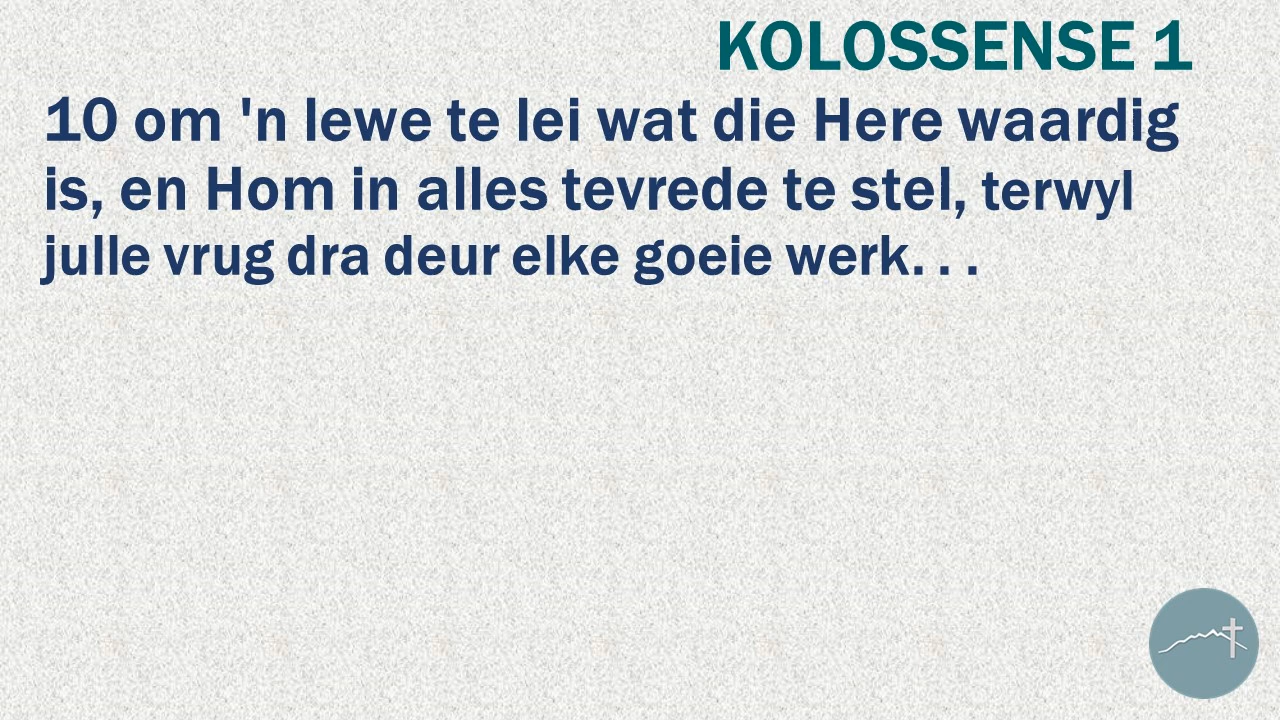 KOLOSSENSE 1
10 om 'n lewe te lei wat die Here waardig
is, en Hom in alles tevrede te stel, terwyl
julle vrug dra deur elke goeie werk. . .